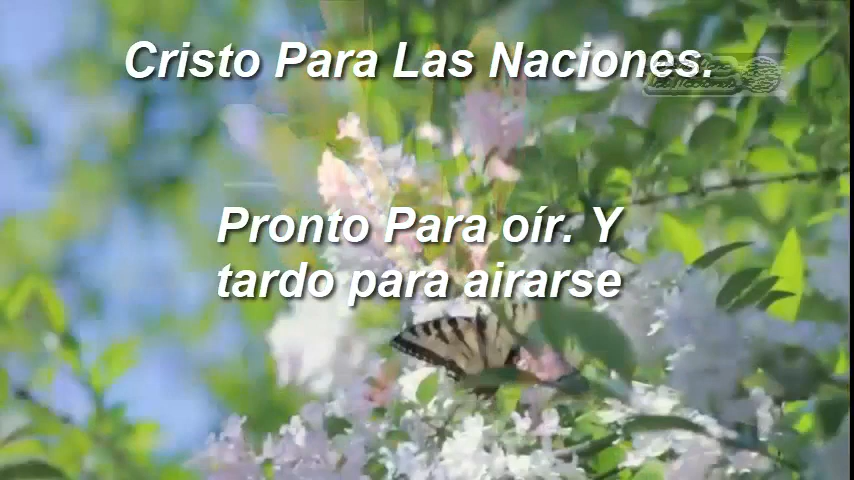 Cristo Para Las Naciones.
Pronto Para oír. Y
tardo para airarse